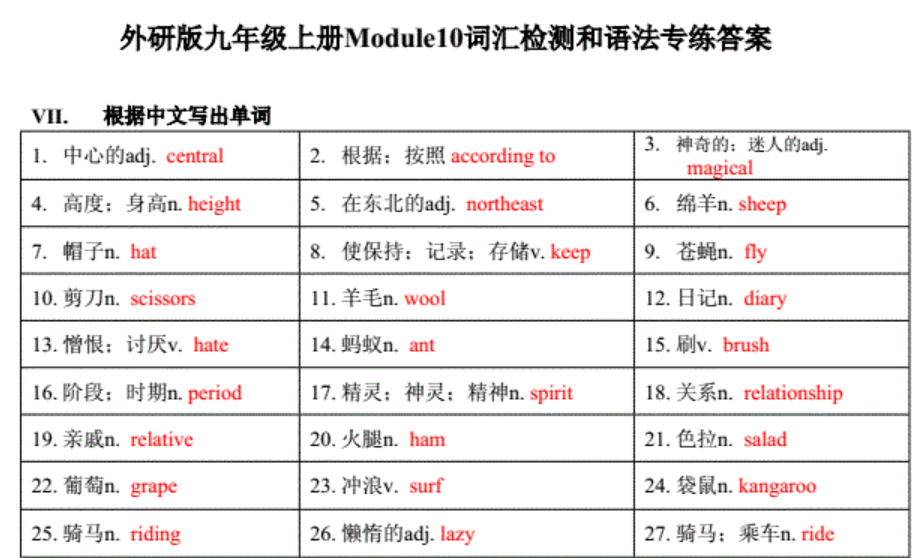 外研版九年级上册Module10词汇检测和语法专练答案
VII. 根据中文写出单词
1. 中心的adj. central
2. 根据；按照 according to
3. 神奇的；迷人的adj.
magical
4. 高度；身高n. height
5. 在东北的adj. northeast
6. 绵羊n. sheep
7. 帽子n. hat
8. 使保持；记录；存储v. keep
9. 苍蝇n. fly
10. 剪刀n. scissors
11. 羊毛n. wool
12. 日记n. diary
13. 憎恨；讨厌v. hate
14. 蚂蚁n. ant
15. 刷v. brush
16. 阶段；时期n. period
17. 精灵；神灵；精神n. spirit
18. 关系n. relationship
19. 亲戚n. relative
20. 火腿n. ham
21. 色拉n. salad
22. 葡萄n. grape
23. 冲浪v. surf
24. 袋鼠n. kangaroo
25. 骑马n. riding
26. 懒惰的adj. lazy
27. 骑马；乘车n. ride